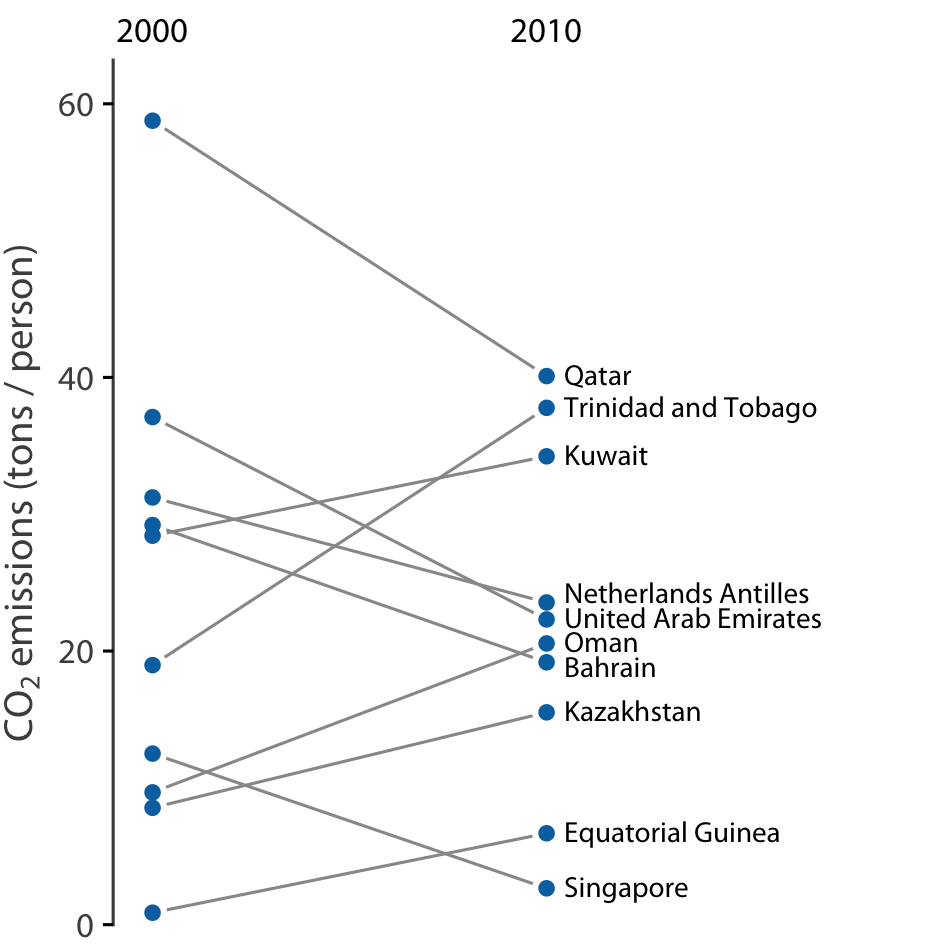 2000 2010
60
40
20
0
CO₂ emissions (tons / person)
Qatar
Trinidad and Tobago
Kuwait
Netherlands Antilles
United Arab Emirates
Oman
Bahrain
Kazakhstan
Equatorial Guinea
Singapore